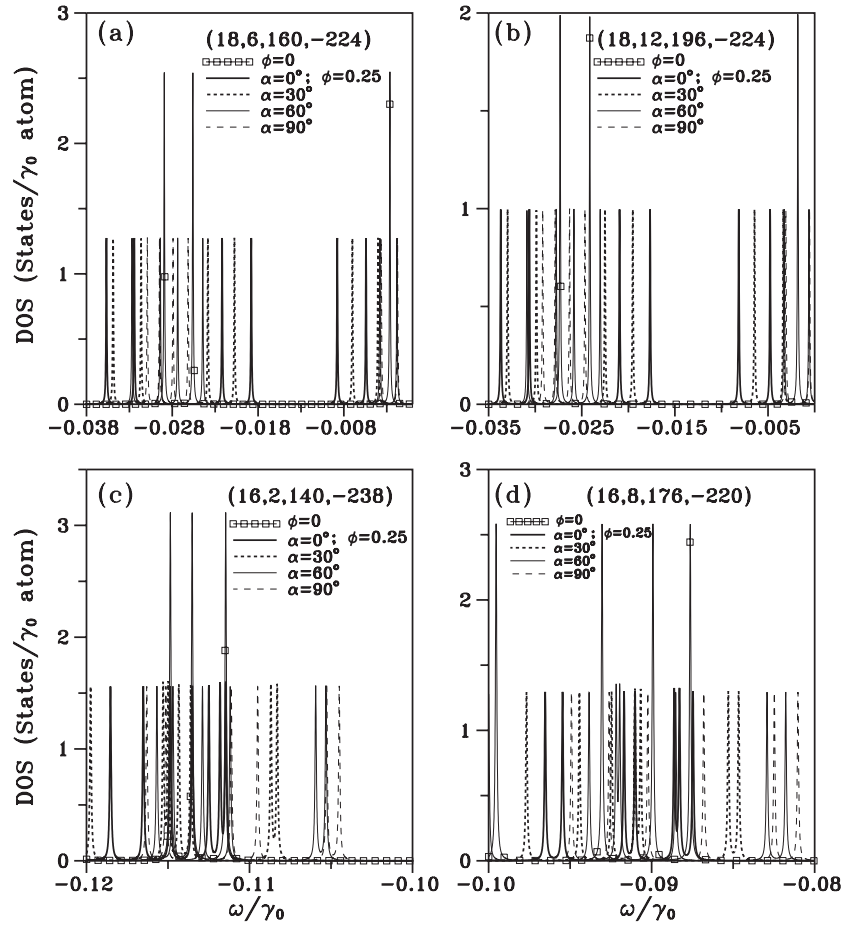 (a)
(18,6,160,−224)
ϕ=0
α=0°; ϕ=0.25
α=30°
α=60°
α=90°
DOS (States/γ₀ atom)
3
2
1
0
−0.038 −0.028 −0.018 −0.008
(b)
(18,12,196,−224)
ϕ=0
α=0°; ϕ=0.25
α=30°
α=60°
α=90°
2
1
0
−0.035 −0.025 −0.015 −0.005
(c)
(16,2,140,−238)
ϕ=0
α=0°; ϕ=0.25
α=30°
α=60°
α=90°
DOS (States/γ₀ atom)
3
2
1
0
−0.12 −0.11 −0.10
ω/γ₀
(d)
(16,8,176,−220)
ϕ=0
α=0°; ϕ=0.25
α=30°
α=60°
α=90°
3
2
1
0
−0.10 −0.09 −0.08
ω/γ₀